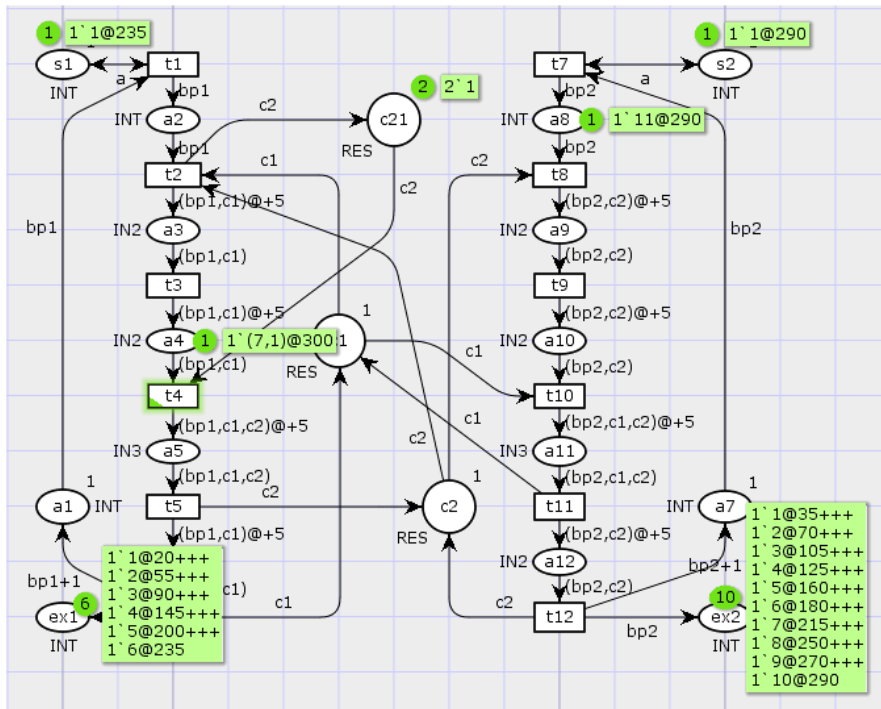 1 1`1@235
1 1`1@290
s1 t1 t7 s2
a a
INT bp1 bp2 INT
2 2`1
c2
INT a2 c21 INT a8 1 1`11@290
bp1 RES bp2
c1 c2
t2 t8
c2
(bp1,c1)@+5 (bp2,c2)@+5
bp1 IN2 a3 IN2 a9 bp2
(bp1,c1) (bp2,c2)
t3 t9
(bp1,c1)@+5 1 (bp2,c2)@+5
IN2 a4 1 1`(7,1)@300 1 IN2 a10
(bp1,c1) RES c1 (bp2,c2)
t4 t10
(bp1,c1,c2)@+5 c1 (bp2,c1,c2)@+5
c2
IN3 a5 IN3 a11
(bp1,c1,c2) 1 (bp2,c1,c2)
1 c2 1
a1 INT t5 c2 t11 INT a7
(bp1,c1)@+5 RES (bp2,c2)@+5
IN2 a12
bp1+1 c1) (bp2,c2) bp2+1
ex1 6 c1 c2 t12 bp2 ex2 10
INT INT
1`1@20+++
1`2@55+++
1`3@90+++
1`4@145+++
1`5@200+++
1`6@235
1`1@35+++
1`2@70+++
1`3@105+++
1`4@125+++
1`5@160+++
1`6@180+++
1`7@215+++
1`8@250+++
1`9@270+++
1`10@290